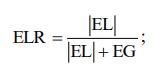 ELR = |EL| / (|EL| + EG);